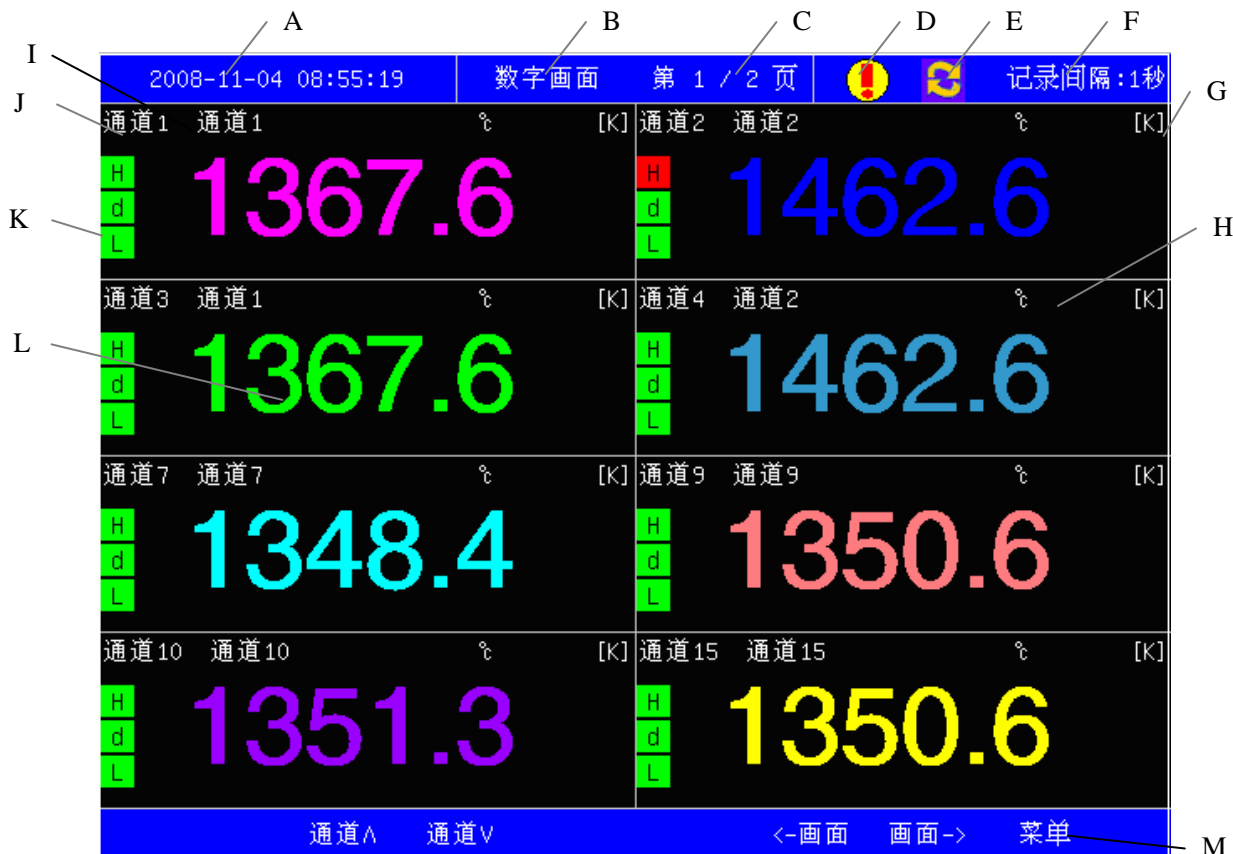 A B C D E F
I
2008-11-04 08:55:19 数字画面 第 1 / 2 页 ! 记录间隔:1秒
J G
通道1 通道1 ℃ [K] 通道2 通道2 ℃ [K]
H 1367.6 H 1462.6
d d
K L L H
通道3 通道1 ℃ [K] 通道4 通道2 ℃ [K]
L H 1367.6 H 1462.6
d d
L L
通道7 通道7 ℃ [K] 通道9 通道9 ℃ [K]
H 1348.4 H 1350.6
d d
L L
通道10 通道10 ℃ [K] 通道15 通道15 ℃ [K]
H 1351.3 H 1350.6
d d
L L
通道∧ 通道∨ <-画面 画面-> 菜单
M